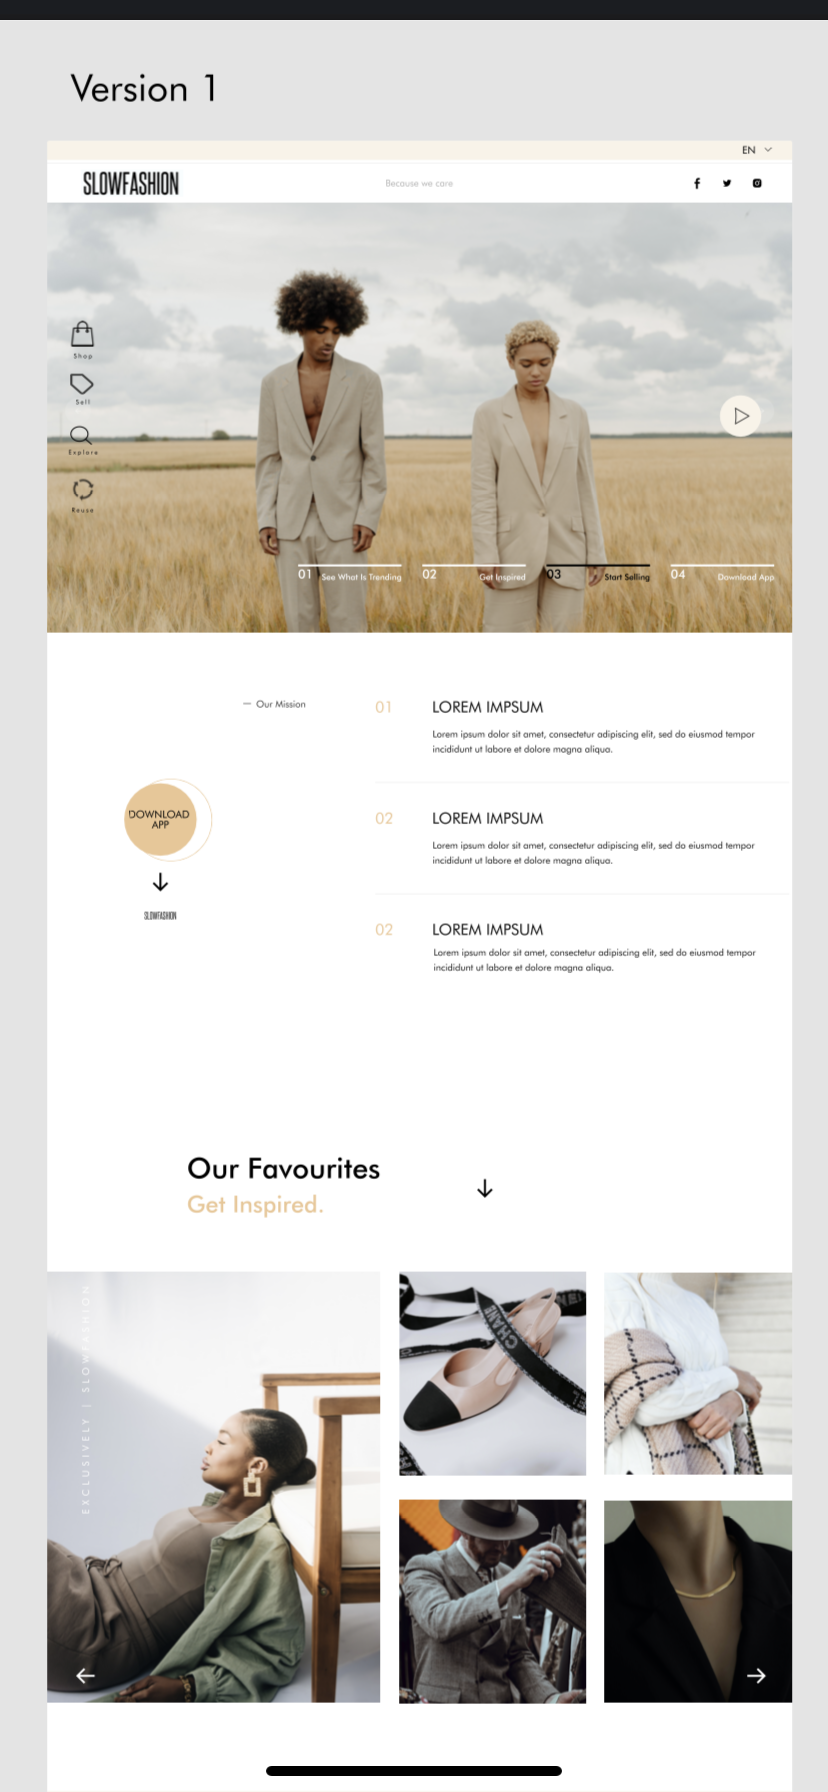 Version 1
EN
SLOWFASHION
Because we care
Shop
Sell
Explore
Reuse
01 See What Is Trending
02 Get Inspired
03 Start Selling
04 Download App
— Our Mission
01 LOREM IMPSUM
Lorem ipsum dolor sit amet, consectetur adipiscing elit, sed do eiusmod tempor
incididunt ut labore et dolore magna aliqua.
DOWNLOAD
APP
SLOWFASHION
02 LOREM IMPSUM
Lorem ipsum dolor sit amet, consectetur adipiscing elit, sed do eiusmod tempor
incididunt ut labore et dolore magna aliqua.
02 LOREM IMPSUM
Lorem ipsum dolor sit amet, consectetur adipiscing elit, sed do eiusmod tempor
incididunt ut labore et dolore magna aliqua.
Our Favourites
Get Inspired.
EXCLUSIVELY | SLOWFASHION
CHANE